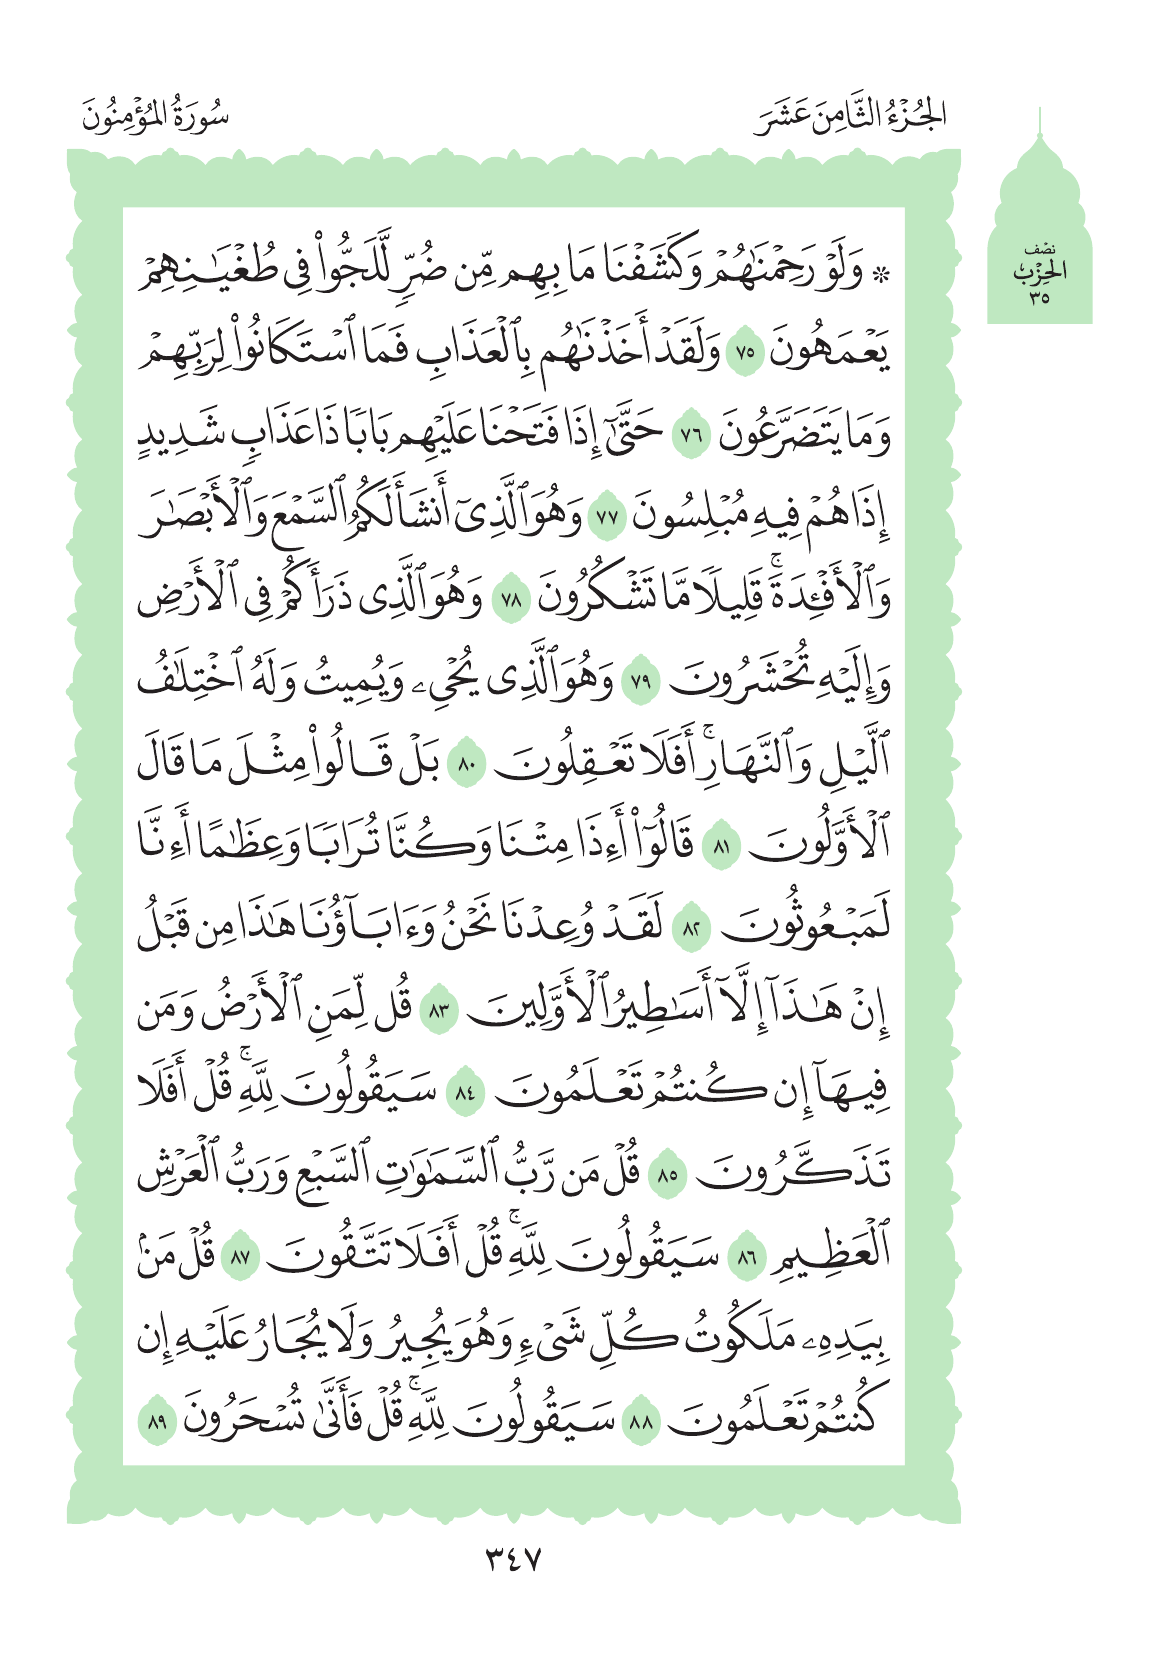 الجُزْءُ الثَّامِنَ عَشَرَ
سُورَةُ المُؤْمِنُونَ
نصف
الحِزْب
٣٥
۞ وَلَوْ رَحِمْنَٰهُمْ وَكَشَفْنَا مَا بِهِم مِّن ضُرٍّ لَّلَجُّوا۟ فِى طُغْيَٰنِهِمْ
يَعْمَهُونَ ٧٥ وَلَقَدْ أَخَذْنَٰهُم بِٱلْعَذَابِ فَمَا ٱسْتَكَانُوا۟ لِرَبِّهِمْ
وَمَا يَتَضَرَّعُونَ ٧٦ حَتَّىٰٓ إِذَا فَتَحْنَا عَلَيْهِم بَابًا ذَا عَذَابٍ شَدِيدٍ
إِذَا هُمْ فِيهِ مُبْلِسُونَ ٧٧ وَهُوَ ٱلَّذِىٓ أَنشَأَ لَكُمُ ٱلسَّمْعَ وَٱلْأَبْصَٰرَ
وَٱلْأَفْـِٔدَةَ ۚ قَلِيلًا مَّا تَشْكُرُونَ ٧٨ وَهُوَ ٱلَّذِى ذَرَأَكُمْ فِى ٱلْأَرْضِ
وَإِلَيْهِ تُحْشَرُونَ ٧٩ وَهُوَ ٱلَّذِى يُحْىِۦ وَيُمِيتُ وَلَهُ ٱخْتِلَٰفُ
ٱلَّيْلِ وَٱلنَّهَارِ ۚ أَفَلَا تَعْقِلُونَ ٨٠ بَلْ قَالُوا۟ مِثْلَ مَا قَالَ
ٱلْأَوَّلُونَ ٨١ قَالُوٓا۟ أَءِذَا مِتْنَا وَكُنَّا تُرَابًا وَعِظَٰمًا أَءِنَّا
لَمَبْعُوثُونَ ٨٢ لَقَدْ وُعِدْنَا نَحْنُ وَءَابَآؤُنَا هَٰذَا مِن قَبْلُ
إِنْ هَٰذَآ إِلَّآ أَسَٰطِيرُ ٱلْأَوَّلِينَ ٨٣ قُل لِّمَنِ ٱلْأَرْضُ وَمَن
فِيهَآ إِن كُنتُمْ تَعْلَمُونَ ٨٤ سَيَقُولُونَ لِلَّهِ ۚ قُلْ أَفَلَا
تَذَكَّرُونَ ٨٥ قُلْ مَن رَّبُّ ٱلسَّمَٰوَٰتِ ٱلسَّبْعِ وَرَبُّ ٱلْعَرْشِ
ٱلْعَظِيمِ ٨٦ سَيَقُولُونَ لِلَّهِ ۚ قُلْ أَفَلَا تَتَّقُونَ ٨٧ قُلْ مَنۢ
بِيَدِهِۦ مَلَكُوتُ كُلِّ شَىْءٍ وَهُوَ يُجِيرُ وَلَا يُجَارُ عَلَيْهِ إِن
كُنتُمْ تَعْلَمُونَ ٨٨ سَيَقُولُونَ لِلَّهِ ۚ قُلْ فَأَنَّىٰ تُسْحَرُونَ ٨٩
٣٤٧